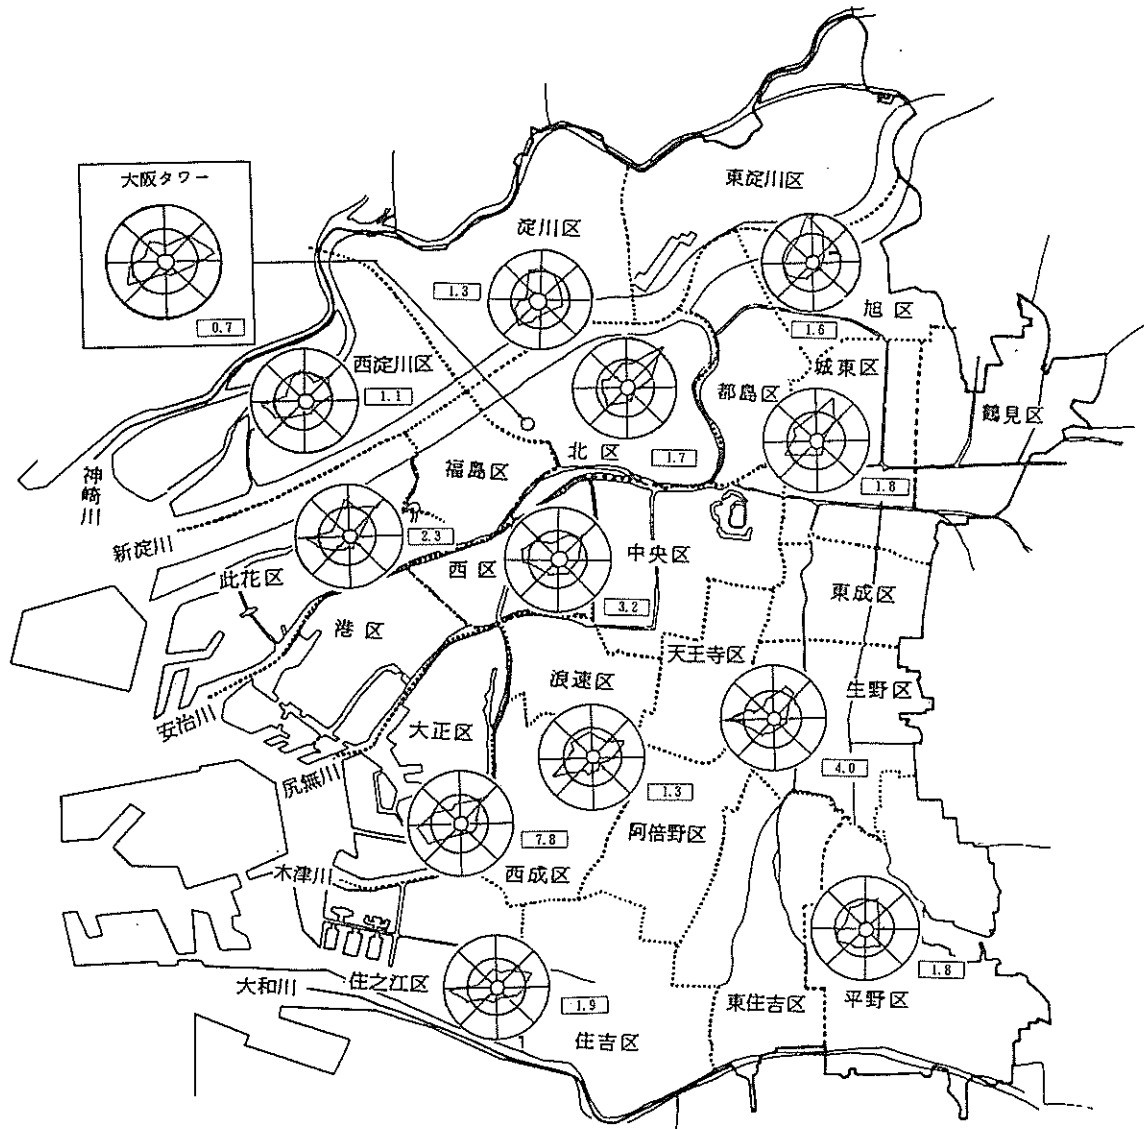 東淀川区
大阪タワー
淀川区
1.3
0.7
旭区
1.6
西淀川区
城東区
1.1
都島区
鶴見区
北区
1.7
福島区
神崎川
1.8
新淀川
2.3
中央区
西区
此花区
東成区
3.2
港区
天王寺区
浪速区
生野区
安治川
大正区
4.0
尻無川
1.3
阿倍野区
7.8
木津川
西成区
1.8
住之江区
大和川
平野区
東住吉区
1.9
住吉区